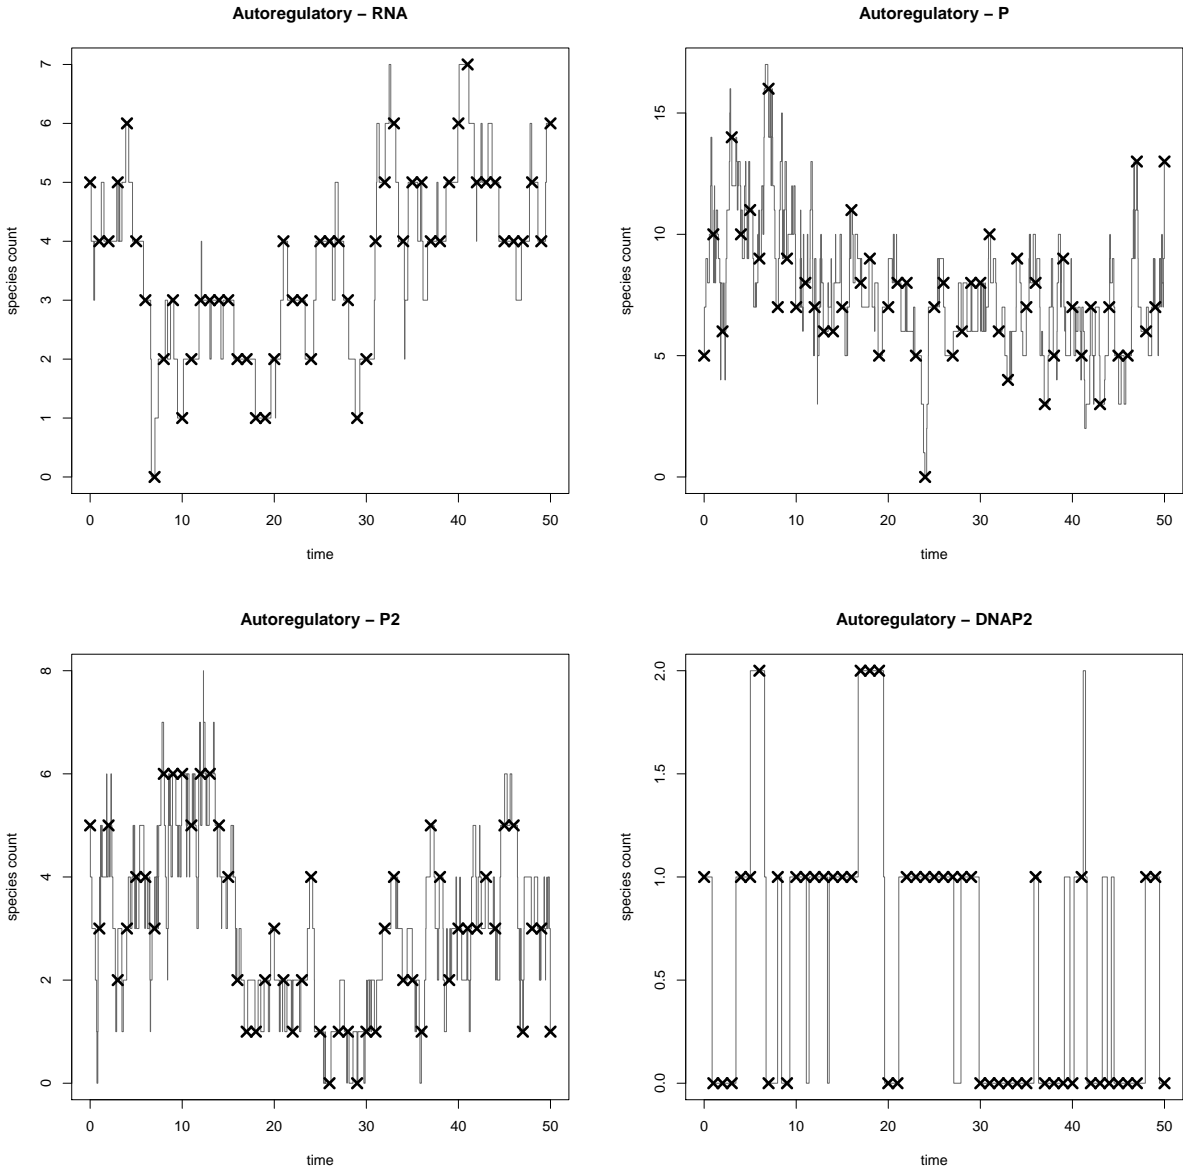 Autoregulatory − RNA
species count
7
6
5
4
3
2
1
0
0 10 20 30 40 50
time
Autoregulatory − P
species count
15
10
5
0
0 10 20 30 40 50
time
Autoregulatory − P2
species count
8
6
4
2
0
0 10 20 30 40 50
time
Autoregulatory − DNAP2
species count
2.0
1.5
1.0
0.5
0.0
0 10 20 30 40 50
time